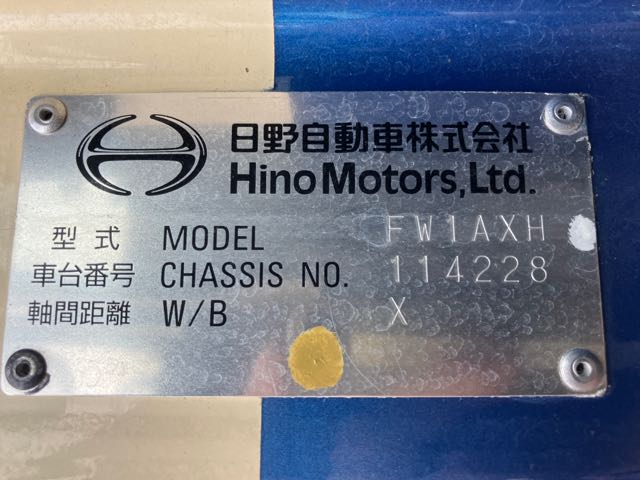 日野自動車株式会社
Hino Motors, Ltd.
型式 MODEL FW1AXH
車台番号 CHASSIS NO. 114228
軸間距離 W/B X